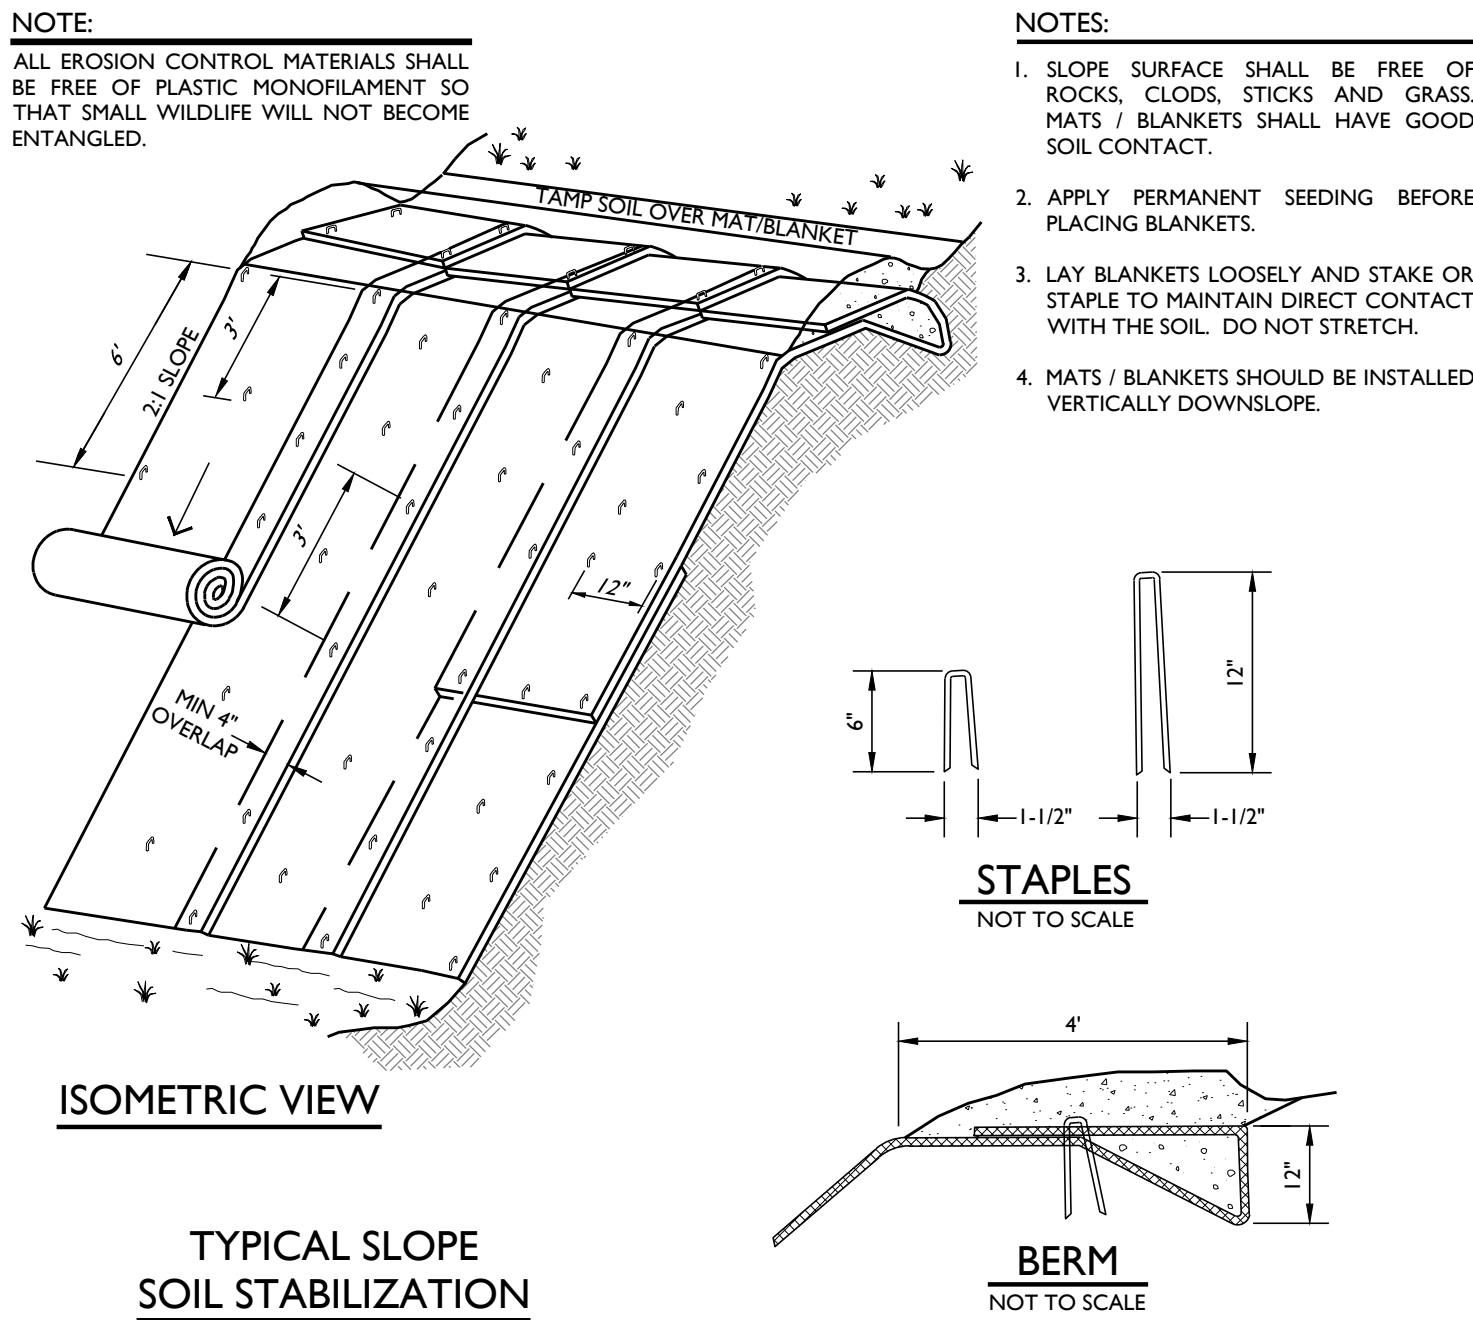 NOTE:
ALL EROSION CONTROL MATERIALS SHALL
BE FREE OF PLASTIC MONOFILAMENT SO
THAT SMALL WILDLIFE WILL NOT BECOME
ENTANGLED.
NOTES:
1. SLOPE SURFACE SHALL BE FREE OF
ROCKS, CLODS, STICKS AND GRASS.
MATS / BLANKETS SHALL HAVE GOOD
SOIL CONTACT.
2. APPLY PERMANENT SEEDING BEFORE
PLACING BLANKETS.
3. LAY BLANKETS LOOSELY AND STAKE OR
STAPLE TO MAINTAIN DIRECT CONTACT
WITH THE SOIL. DO NOT STRETCH.
4. MATS / BLANKETS SHOULD BE INSTALLED
VERTICALLY DOWNSLOPE.
TAMP SOIL OVER MAT/BLANKET
6'
2:1 SLOPE
3'
3'
12"
MIN 4"
OVERLAP
ISOMETRIC VIEW
6"
1-1/2"
12"
1-1/2"
STAPLES
NOT TO SCALE
4'
12"
BERM
NOT TO SCALE
TYPICAL SLOPE
SOIL STABILIZATION